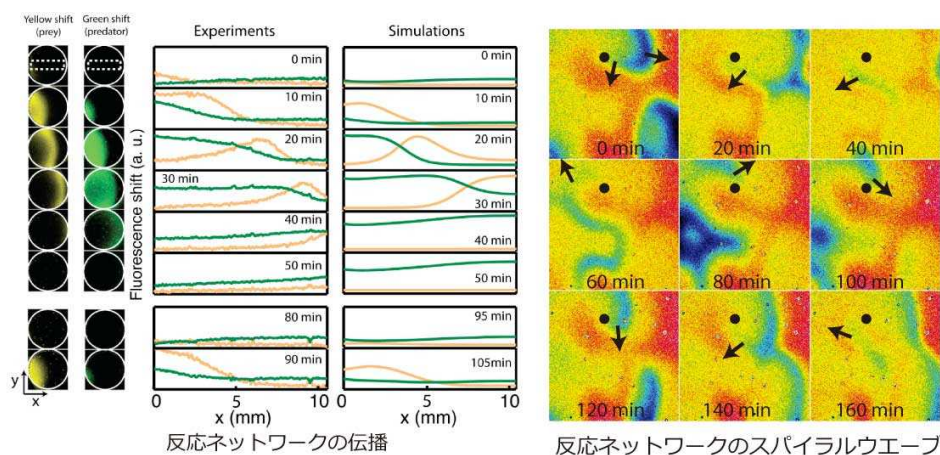 Yellow shift
(prey)
Green shift
(predator)
Experiments
Simulations
Fluorescence shift (a. u.)
0 min
10 min
20 min
30 min
40 min
50 min
80 min
90 min
0 min
10 min
20 min
30 min
40 min
50 min
95 min
105min
0
5
10
0
5
10
x (mm)
x (mm)
y
x
反応ネットワークの伝播
0 min
20 min
40 min
60 min
80 min
100 min
120 min
140 min
160 min
反応ネットワークのスパイラルウエーブ